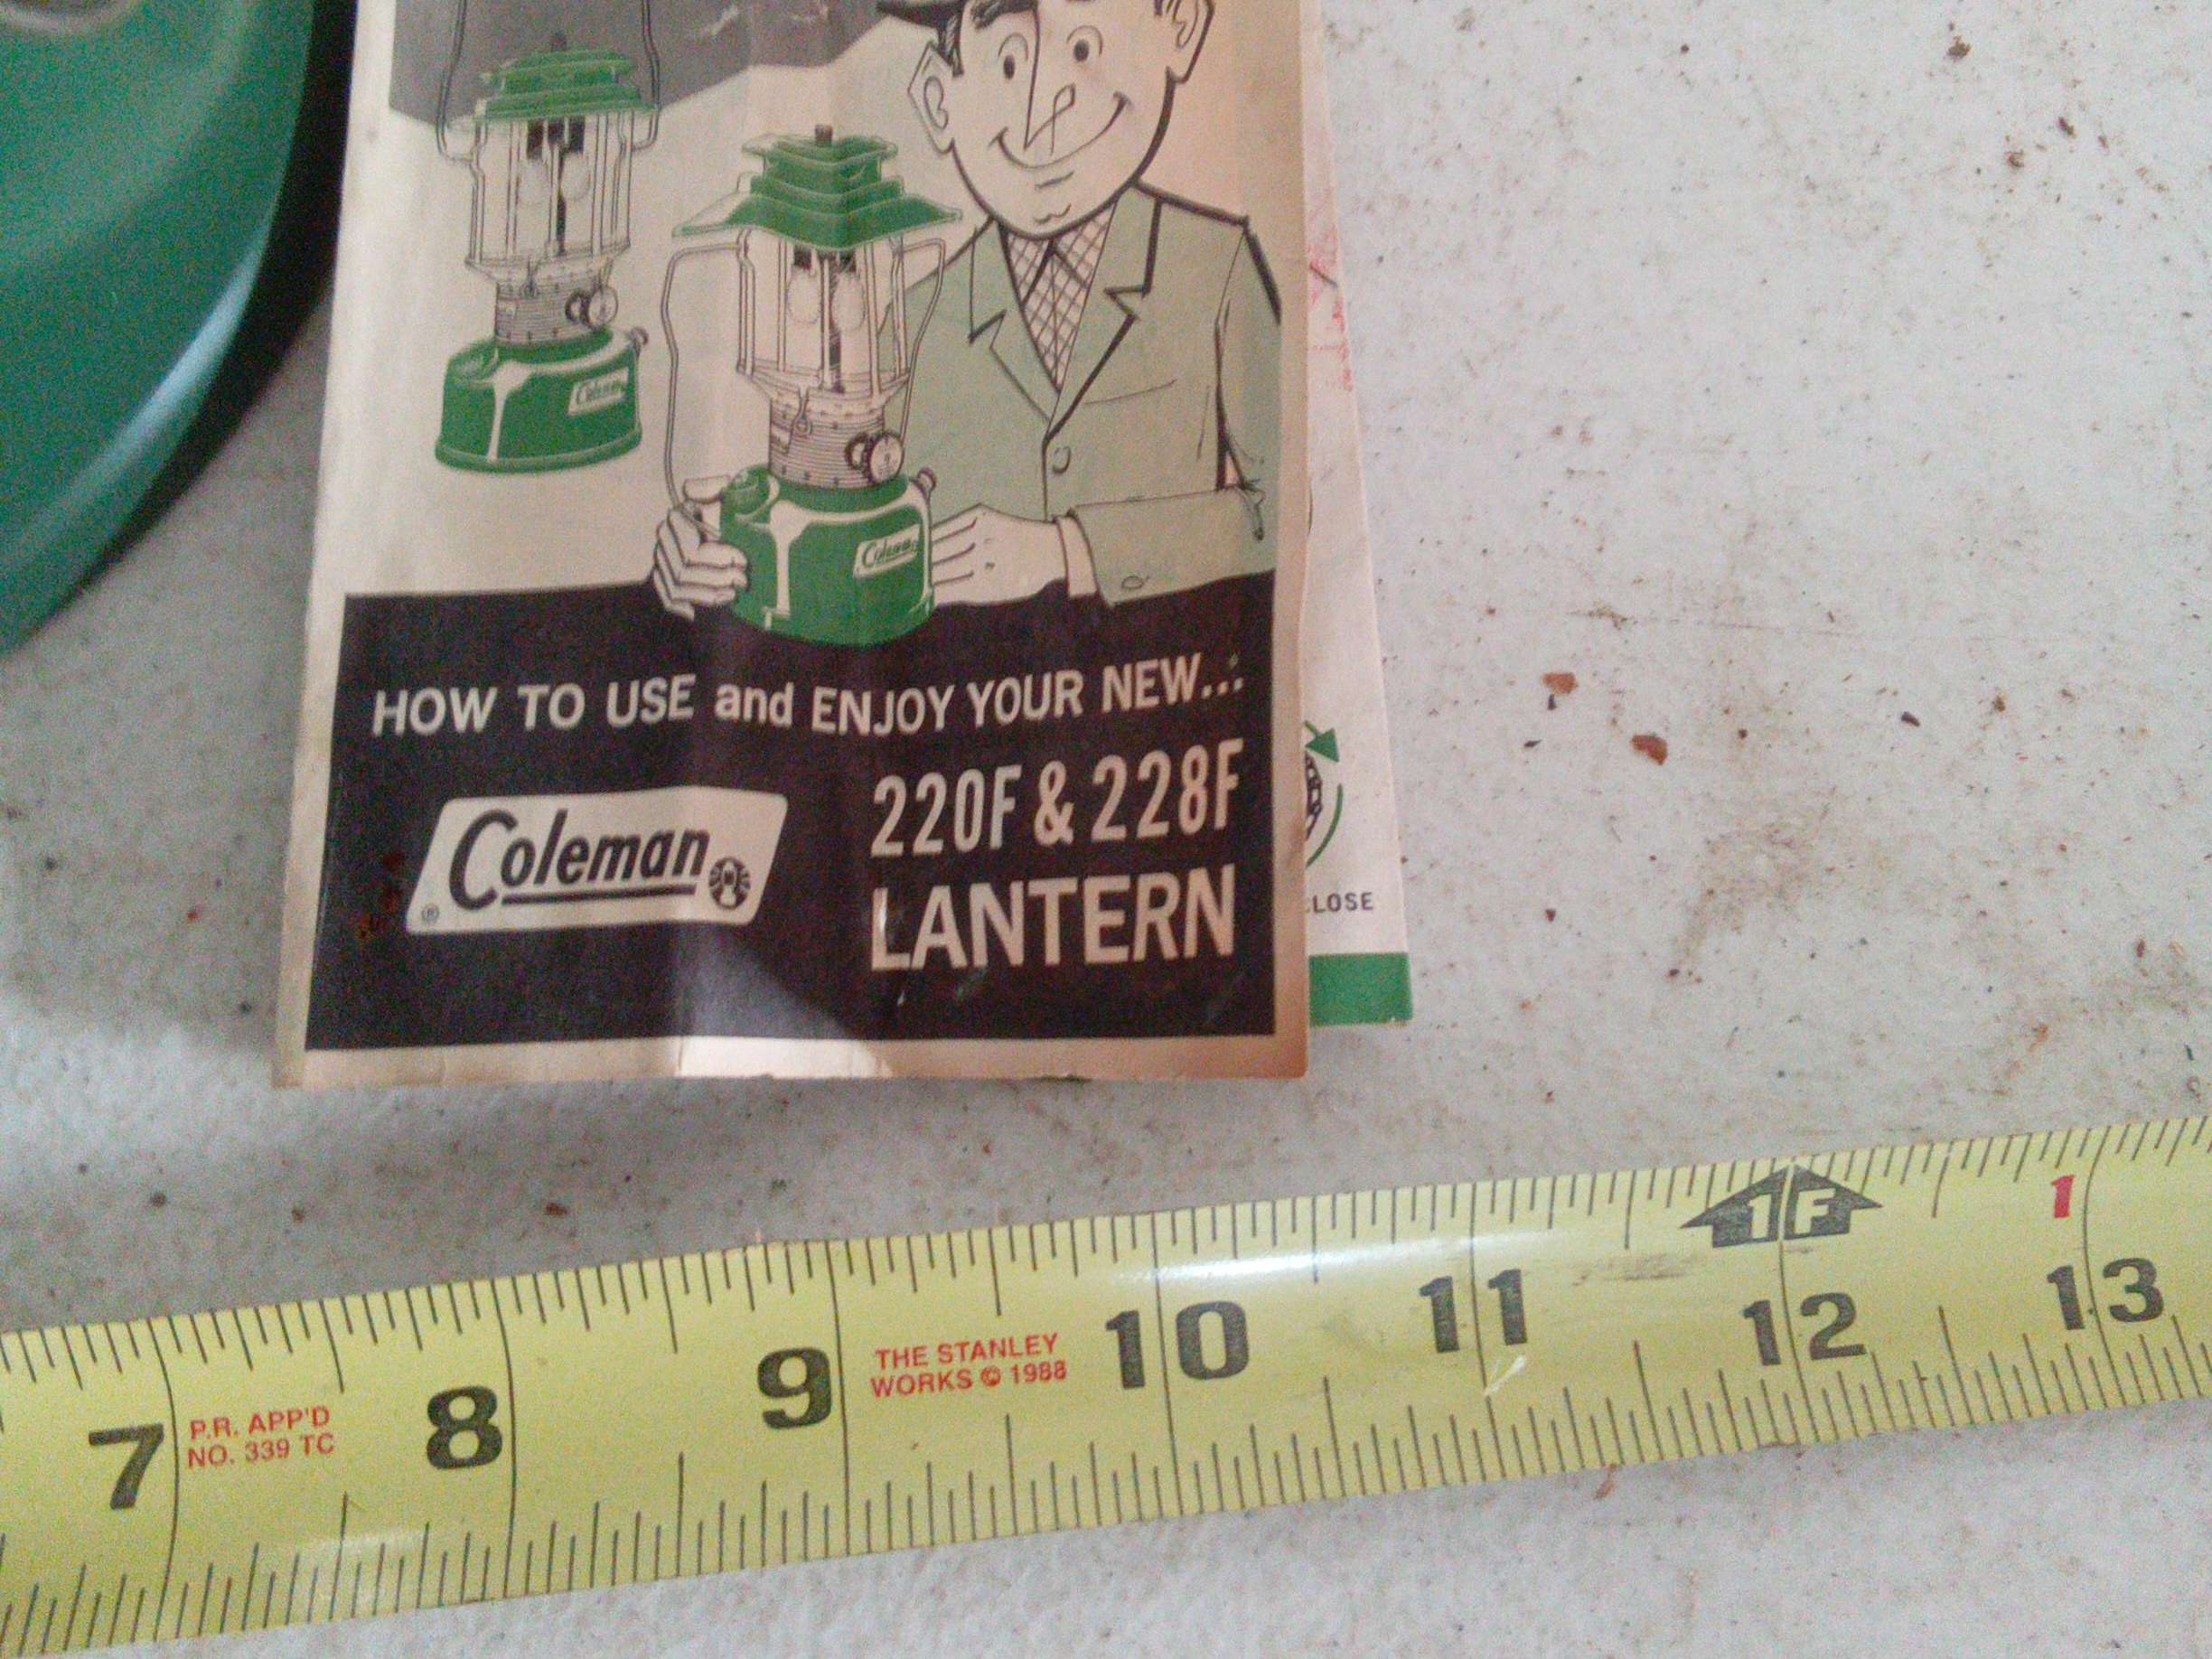 Coleman
Coleman
HOW TO USE and ENJOY YOUR NEW...
220F & 228F
Coleman ®
LANTERN
LOSE
1F
1
7 8 9 10 11 12 13
P.R. APP'D
NO. 339 TC
THE STANLEY
WORKS © 1988